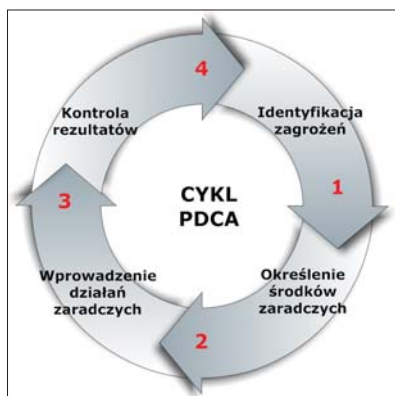 CYKL
PDCA
Identyfikacja
zagrożeń
1
Określenie
środków
zaradczych
2
Wprowadzenie
działań
zaradczych
3
Kontrola
rezultatów
4